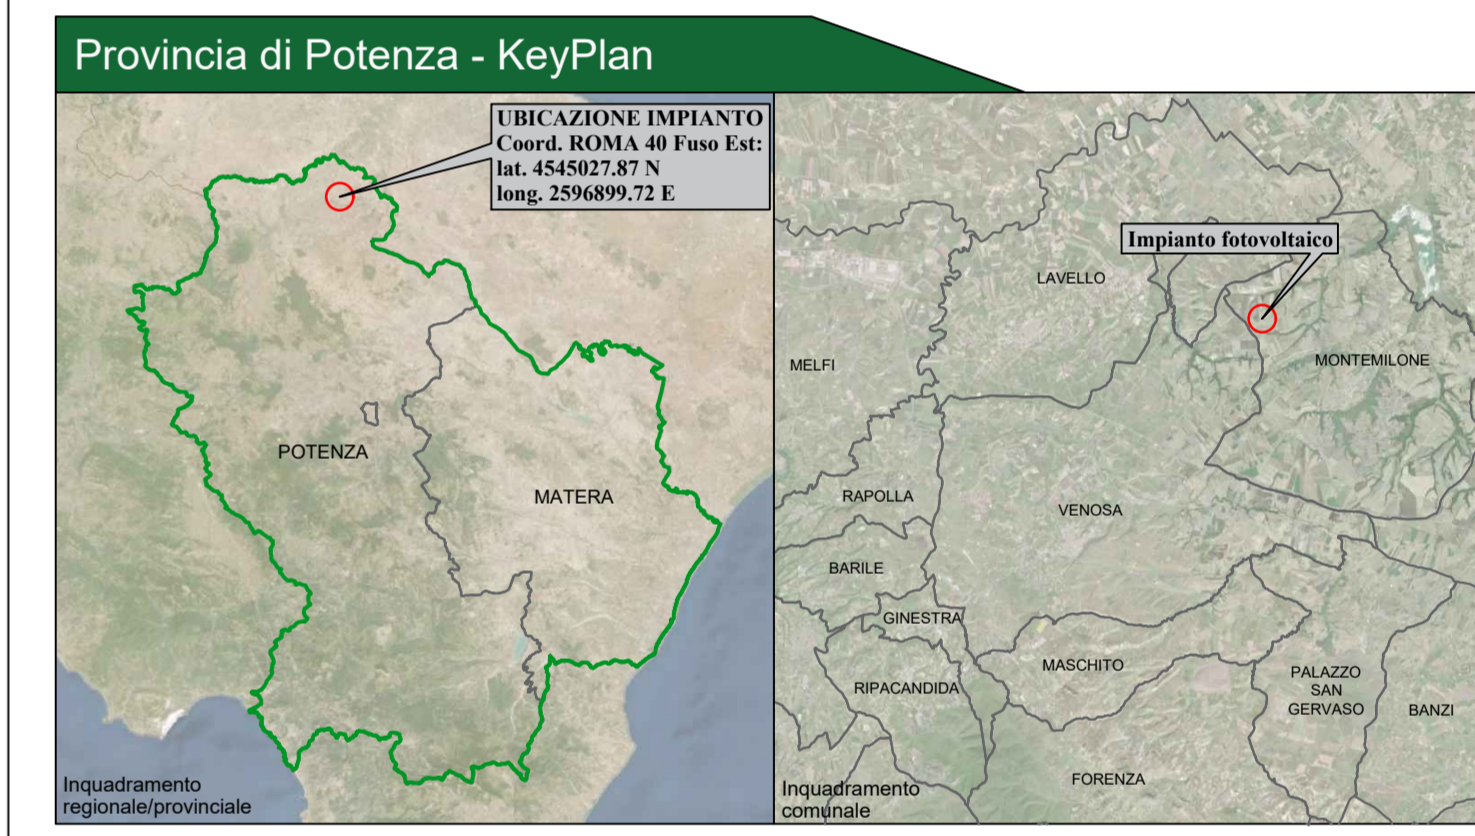 Provincia di Potenza - KeyPlan
UBICAZIONE IMPIANTO
Coord. ROMA 40 Fuso Est:
lat. 4545027.87 N
long. 2596899.72 E
POTENZA
MATERA
Inquadramento
regionale/provinciale
Impianto fotovoltaico
LAVELLO
MELFI
MONTEMILONE
RAPOLLA
VENOSA
BARILE
GINESTRA
MASCHITO
RIPACANDIDA
PALAZZO
SAN
GERVASO
BANZI
FORENZA
Inquadramento
comunale